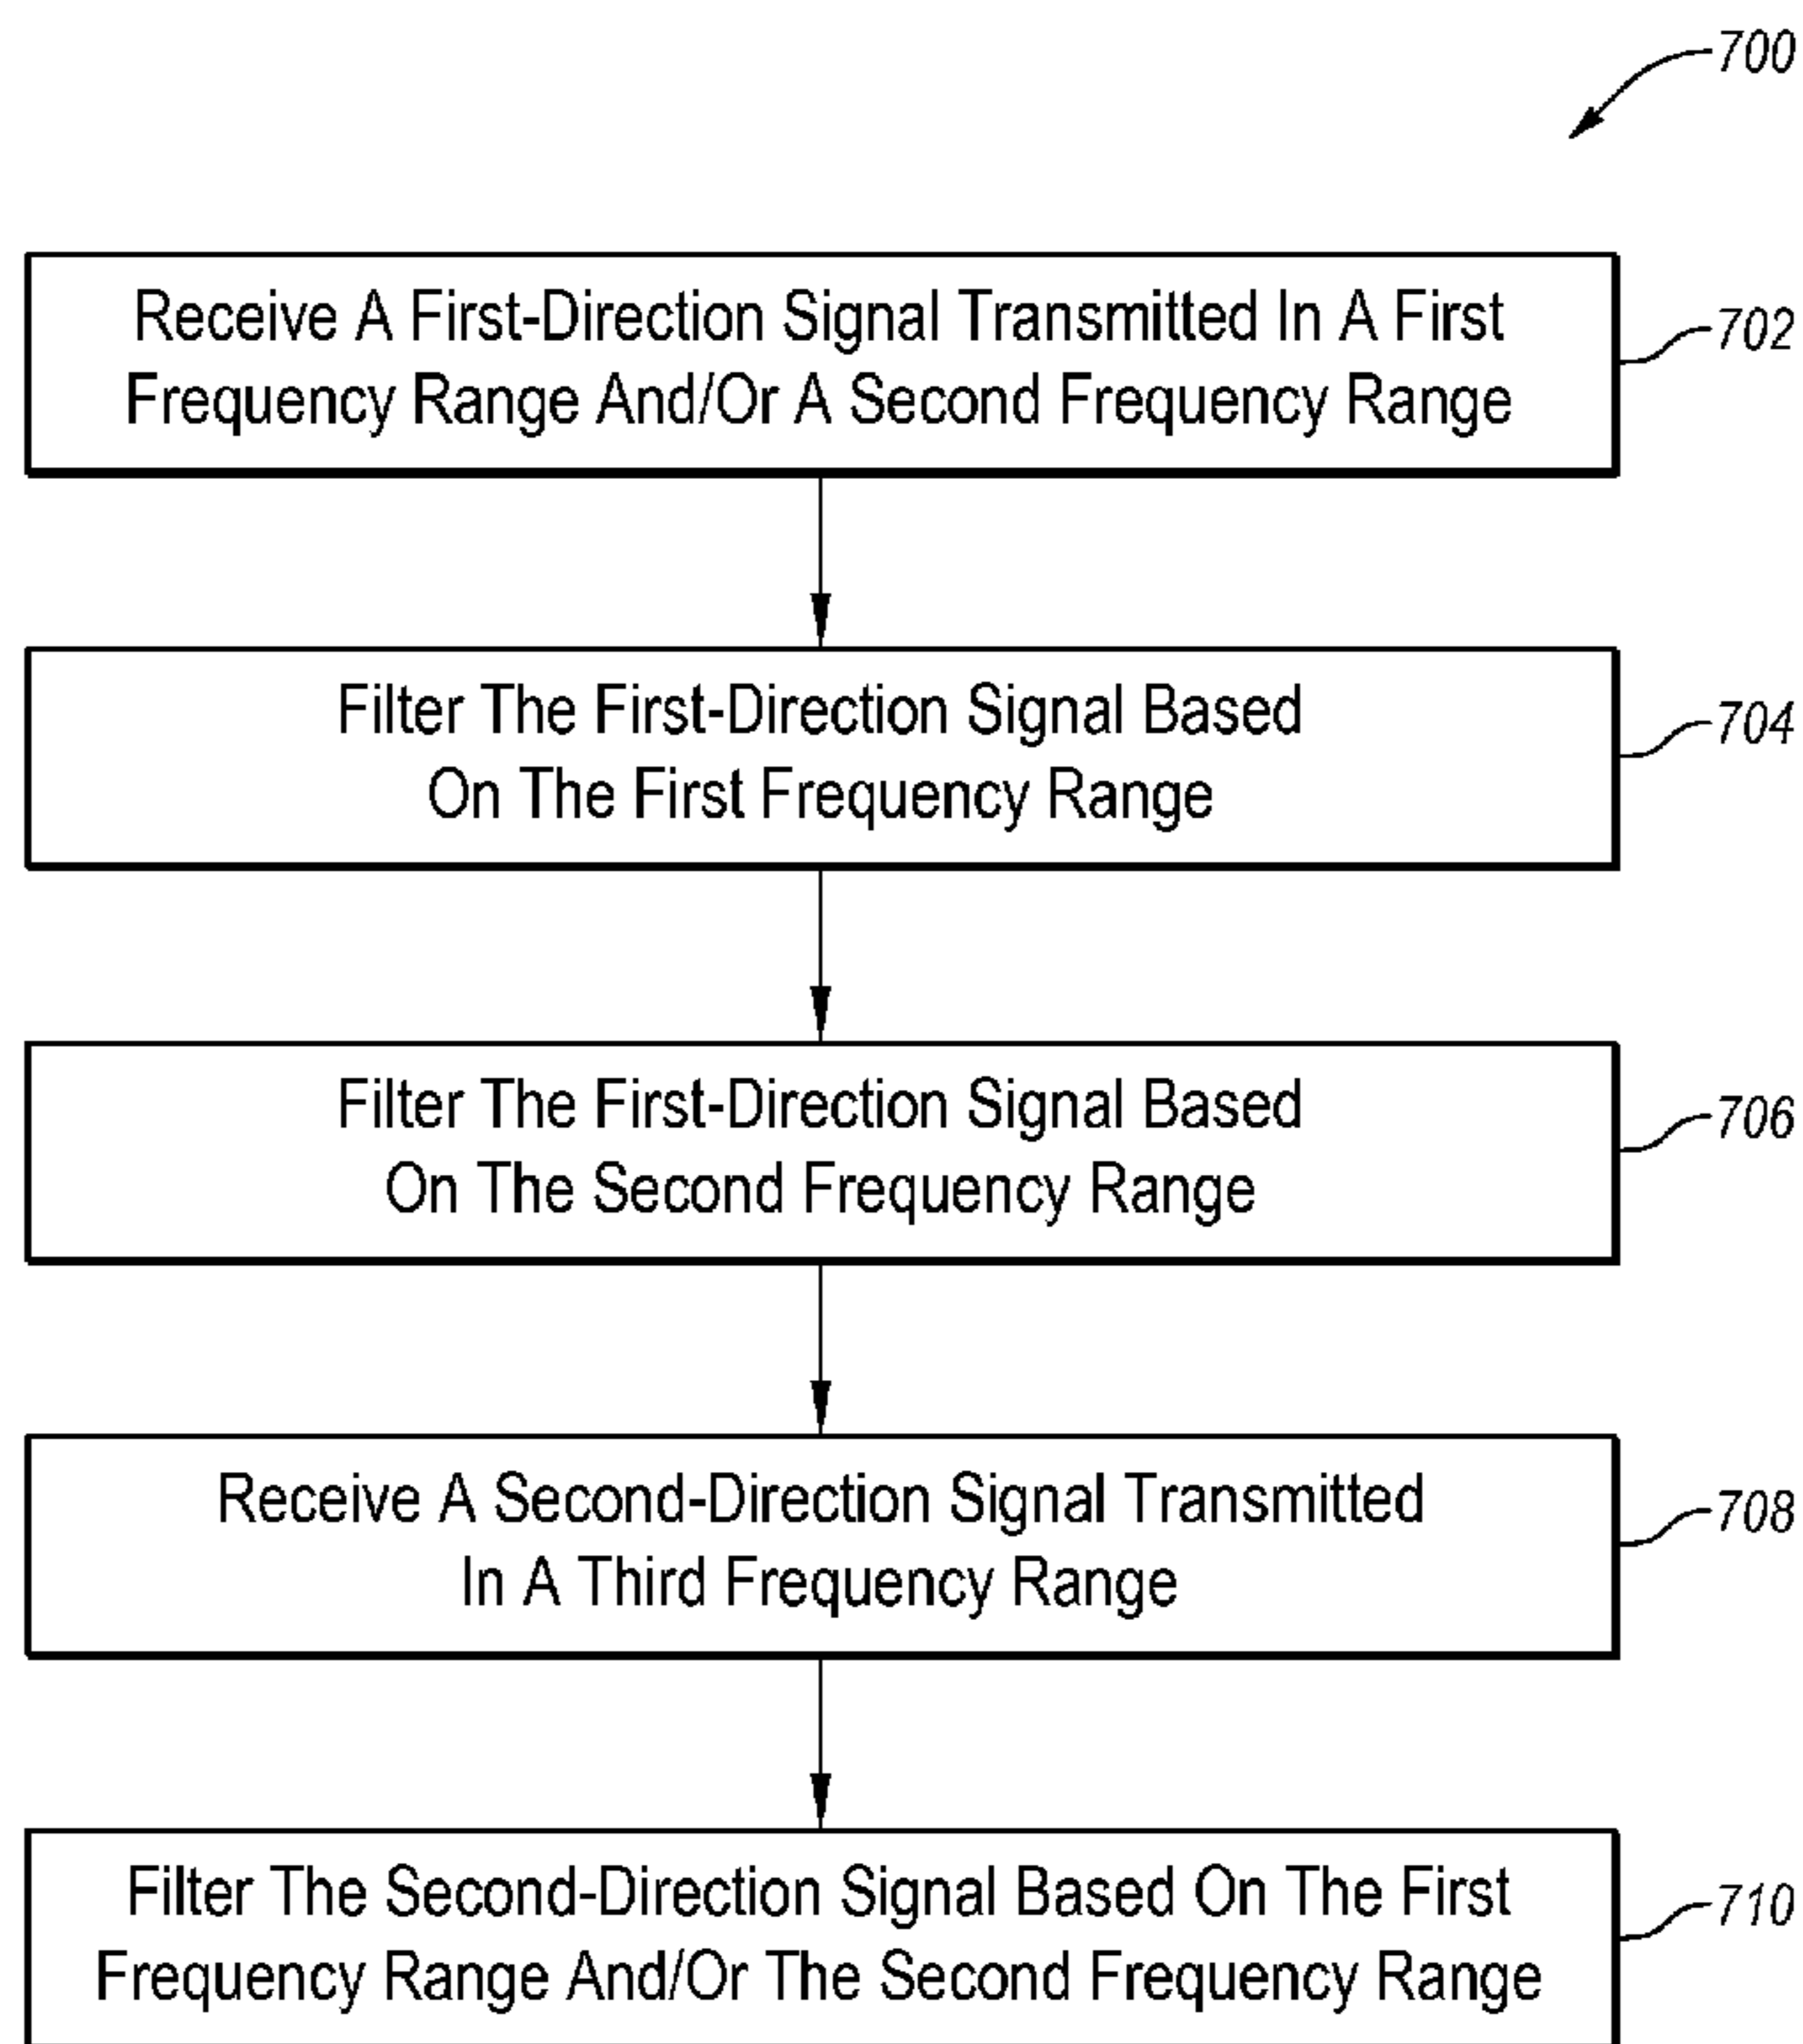 700
Receive A First-Direction Signal Transmitted In A First
Frequency Range And/Or A Second Frequency Range
702
Filter The First-Direction Signal Based
On The First Frequency Range
704
Filter The First-Direction Signal Based
On The Second Frequency Range
706
Receive A Second-Direction Signal Transmitted
In A Third Frequency Range
708
Filter The Second-Direction Signal Based On The First
Frequency Range And/Or The Second Frequency Range
710